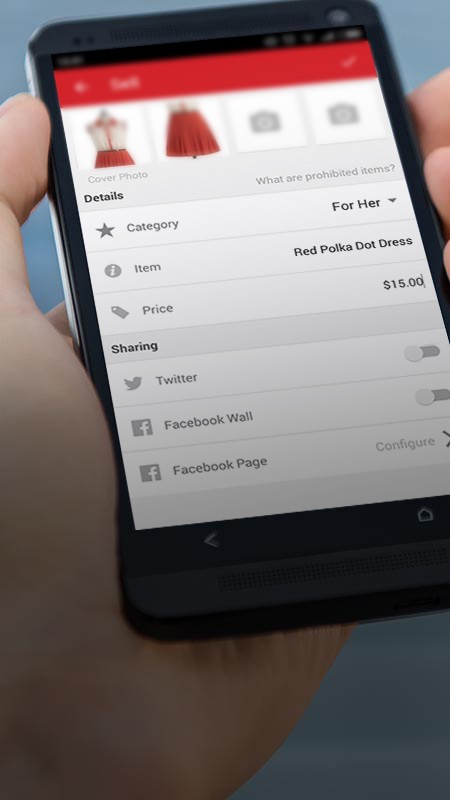 Sell
Cover Photo
Details
What are prohibited items?
Category
For Her
Item
Red Polka Dot Dress
Price
$15.00
Sharing
Twitter
Facebook Wall
Facebook Page
Configure